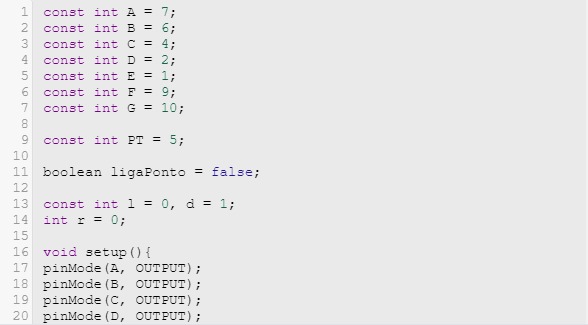 1 const int A = 7;
2 const int B = 6;
3 const int C = 4;
4 const int D = 2;
5 const int E = 1;
6 const int F = 9;
7 const int G = 10;
8
9 const int PT = 5;
10
11 boolean ligaPonto = false;
12
13 const int l = 0, d = 1;
14 int r = 0;
15
16 void setup(){
17 pinMode(A, OUTPUT);
18 pinMode(B, OUTPUT);
19 pinMode(C, OUTPUT);
20 pinMode(D, OUTPUT);